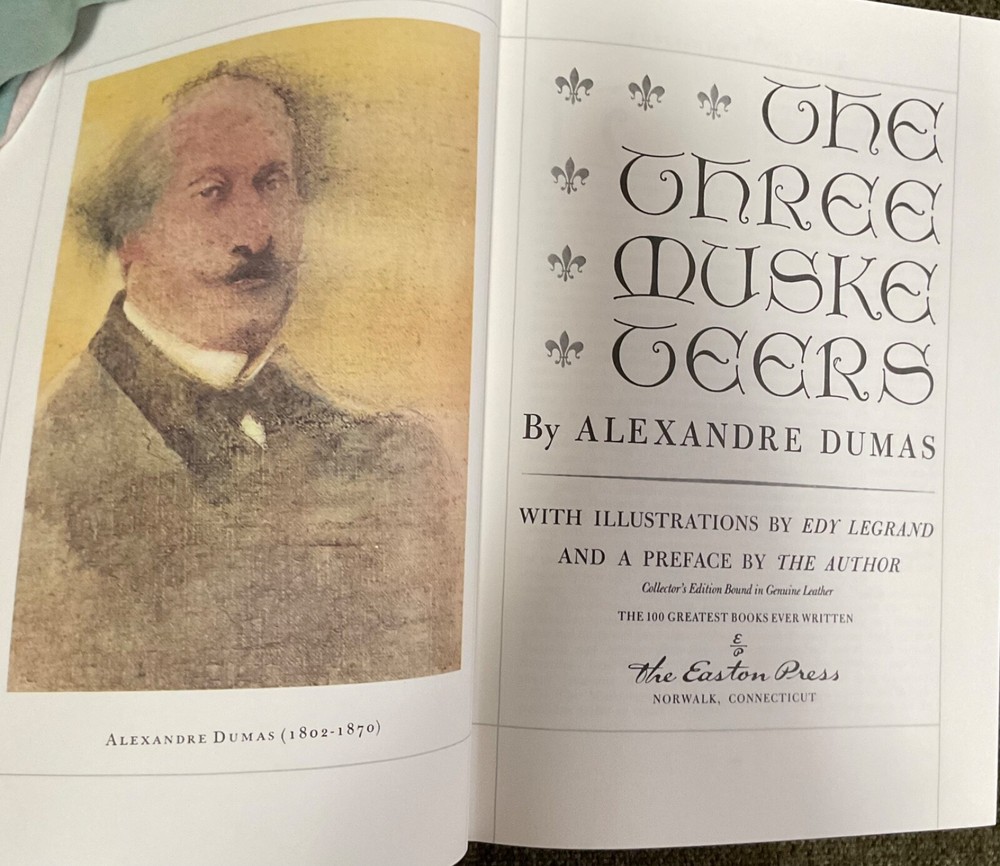 ALEXANDRE DUMAS (1802-1870)
THE
THREE
MUSKE
TEERS
By ALEXANDRE DUMAS
WITH ILLUSTRATIONS BY EDY LEGRAND
AND A PREFACE BY THE AUTHOR
Collector's Edition Bound in Genuine Leather
THE 100 GREATEST BOOKS EVER WRITTEN
E
P
The Easton Press
NORWALK, CONNECTICUT